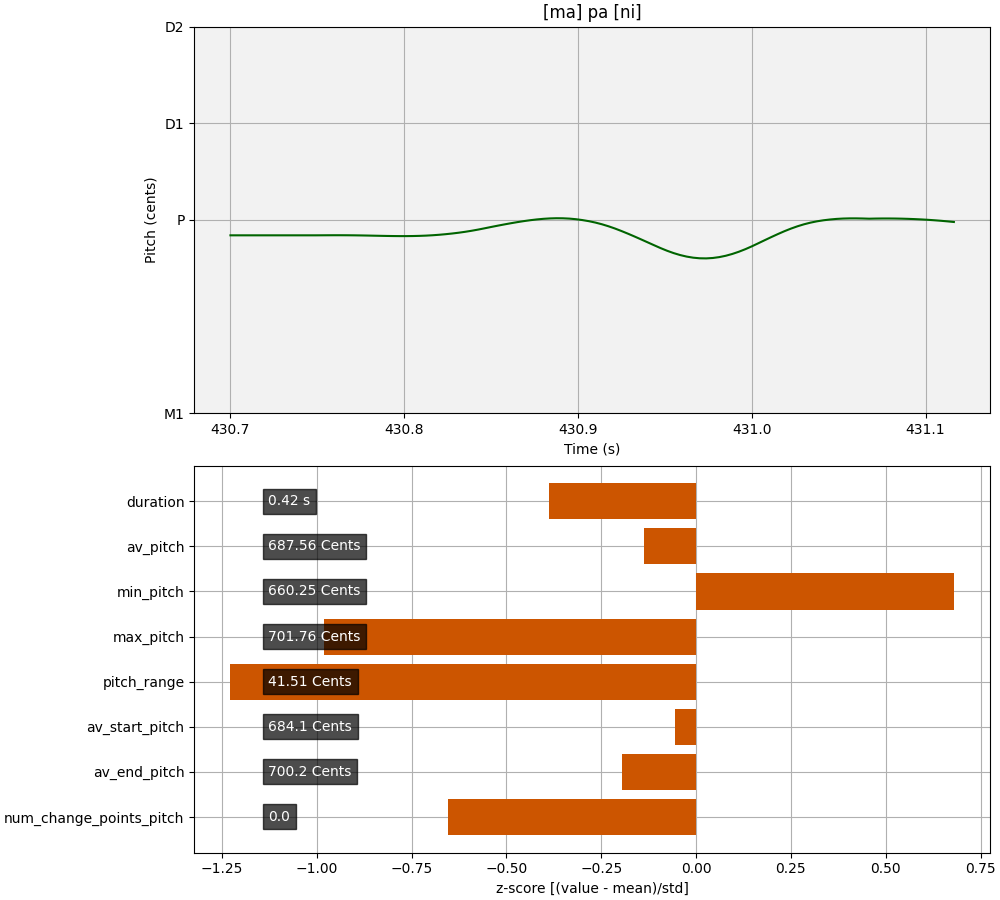 [ma] pa [ni]
D2
D1
P
M1
Pitch (cents)
430.7 430.8 430.9 431.0 431.1
Time (s)
duration 0.42 s
av_pitch 687.56 Cents
min_pitch 660.25 Cents
max_pitch 701.76 Cents
pitch_range 41.51 Cents
av_start_pitch 684.1 Cents
av_end_pitch 700.2 Cents
num_change_points_pitch 0.0
−1.25 −1.00 −0.75 −0.50 −0.25 0.00 0.25 0.50 0.75
z-score [(value - mean)/std]